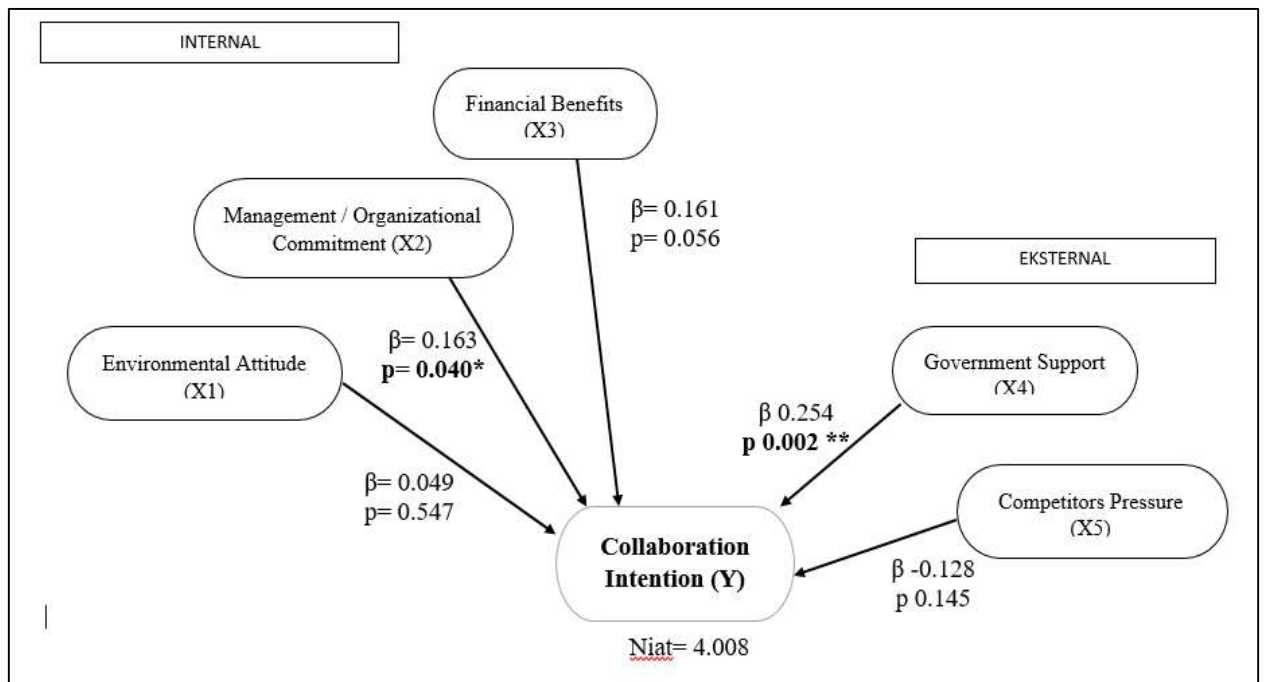 INTERNAL
Financial Benefits
(X3)
β= 0.161
p= 0.056
Management / Organizational
Commitment (X2)
β= 0.163
p= 0.040*
EKSTERNAL
Environmental Attitude
(X1)
β= 0.049
p= 0.547
Government Support
(X4)
β 0.254
p 0.002 **
Competitors Pressure
(X5)
β -0.128
p 0.145
Collaboration
Intention (Y)
Niat= 4.008